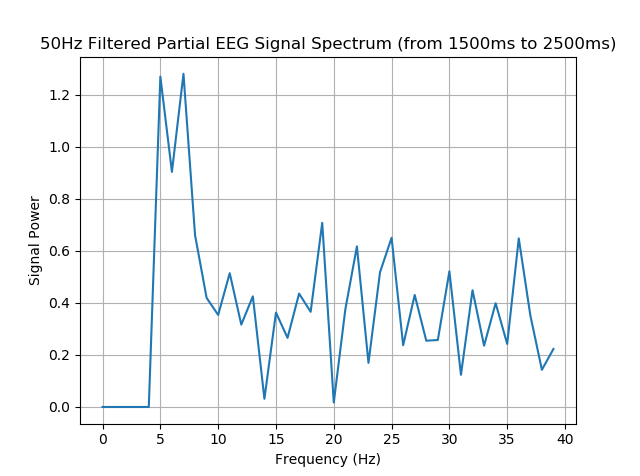 50Hz Filtered Partial EEG Signal Spectrum (from 1500ms to 2500ms)
1.2
1.0
0.8
0.6
0.4
0.2
0.0
Signal Power
0 5 10 15 20 25 30 35 40
Frequency (Hz)